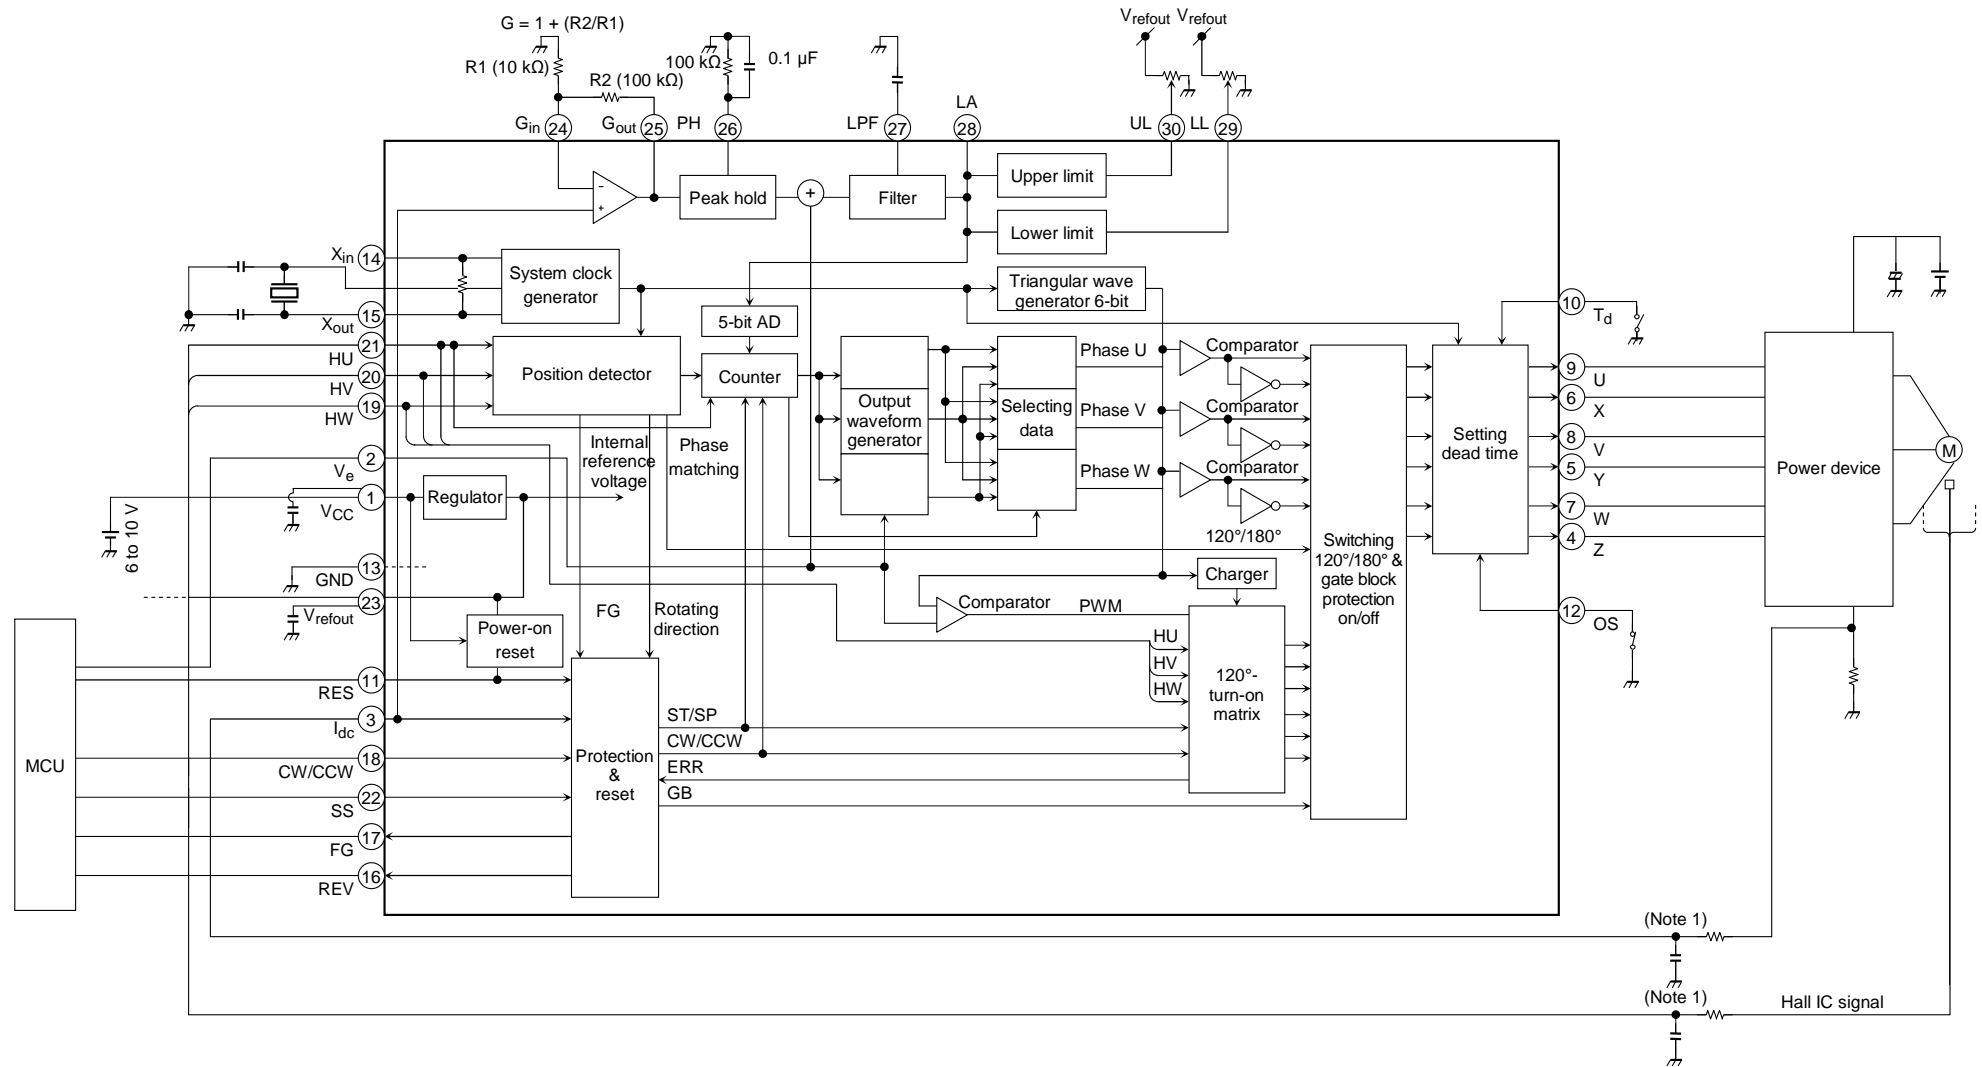 G = 1 + (R2/R1)
R1 (10 kΩ)
R2 (100 kΩ)
100 kΩ
0.1 µF
Vrefout
Vrefout
Gin
24
Gout
25
PH
26
LPF
27
LA
28
UL
30
LL
29
−
+
Peak hold
+
Filter
Upper limit
Lower limit
Xin
14
Xout
15
System clock
generator
Triangular wave
generator 6-bit
5-bit AD
21
HU
20
HV
19
HW
Position detector
Counter
Output
waveform
generator
Selecting
data
Phase U
Phase V
Phase W
Comparator
Comparator
Comparator
2
Ve
1
VCC
6 to 10 V
Regulator
Internal
reference
voltage
Phase
matching
120°/180°
Switching
120°/180° &
gate block
protection
on/off
Setting
dead time
10
Td
9
U
6
X
8
V
5
Y
7
W
4
Z
12
OS
Power device
M
13
GND
23
Vrefout
Power-on
reset
FG
Rotating
direction
Comparator
PWM
Charger
HU
HV
HW
120°-
turn-on
matrix
MCU
11
RES
3
Idc
18
CW/CCW
22
SS
17
FG
16
REV
Protection
&
reset
ST/SP
CW/CCW
ERR
GB
(Note 1)
(Note 1)
Hall IC signal